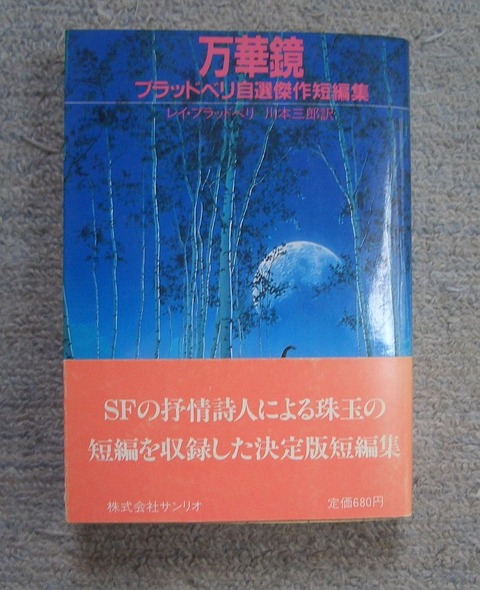 万華鏡
ブラッドベリ自選傑作短編集
レイ・ブラッドベリ 川本三郎訳
SFの抒情詩人による珠玉の
短編を収録した決定版短編集
株式会社サンリオ 定価680円